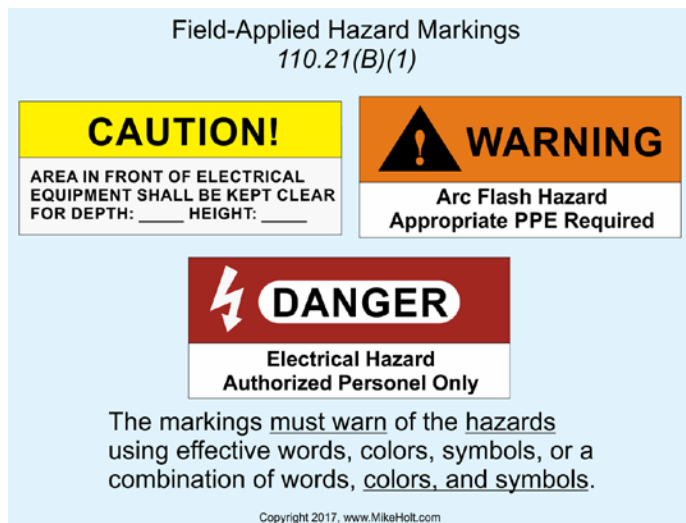 Field-Applied Hazard Markings
110.21(B)(1)
CAUTION!
AREA IN FRONT OF ELECTRICAL
EQUIPMENT SHALL BE KEPT CLEAR
FOR DEPTH: _____ HEIGHT: _____
WARNING
Arc Flash Hazard
Appropriate PPE Required
DANGER
Electrical Hazard
Authorized Personel Only
The markings must warn of the hazards
using effective words, colors, symbols, or a
combination of words, colors, and symbols.
Copyright 2017, www.MikeHolt.com